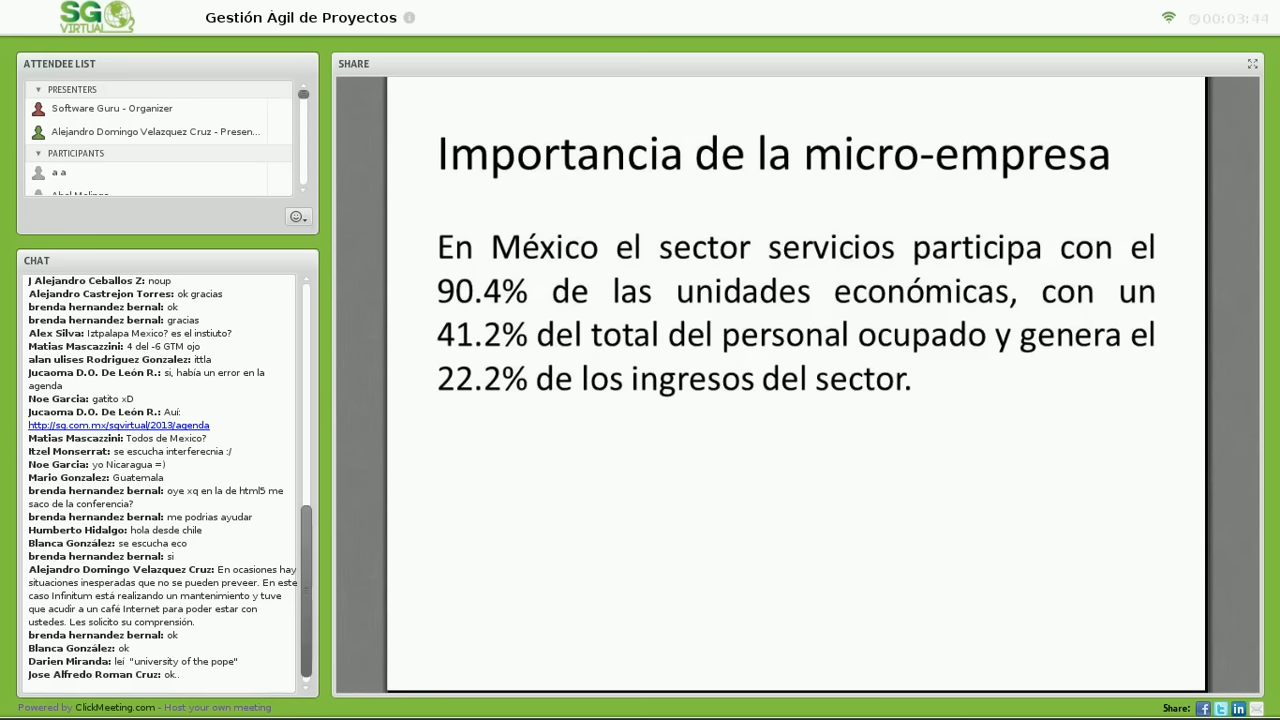 SG
VIRTUAL
Gestión Ágil de Proyectos
00:03:44
ATTENDEE LIST
PRESENTERS
Software Guru - Organizer
Alejandro Domingo Velazquez Cruz - Presen...
PARTICIPANTS
a a
CHAT
J Alejandro Ceballos Z: noup
Alejandro Castrejon Torres: ok gracias
brenda hernandez bernal: ok
brenda hernandez bernal: gracias
Alex Silva: Iztpalapa Mexico? es el instiuto?
Matias Mascazzini: 4 del -6 GTM ojo
alan ulises Rodriguez Gonzalez: ittla
Jucaoma D.O. De León R.: si, había un error en la
agenda
Noe Garcia: gatito xD
Jucaoma D.O. De León R.: Auí:
http://sg.com.mx/sgvirtual/2013/agenda
Matias Mascazzini: Todos de Mexico?
Itzel Monserrat: se escucha interferecnia :/
Noe Garcia: yo Nicaragua =)
Mario Gonzalez: Guatemala
brenda hernandez bernal: oye xq en la de html5 me
saco de la conferencia?
brenda hernandez bernal: me podrias ayudar
Humberto Hidalgo: hola desde chile
Blanca González: se escucha eco
brenda hernandez bernal: si
Alejandro Domingo Velazquez Cruz: En ocasiones hay
situaciones inesperadas que no se pueden preveer. En este
caso Infinitum está realizando un mantenimiento y tuve
que acudir a un café Internet para poder estar con
ustedes. Les solicito su comprensión.
brenda hernandez bernal: ok
Blanca González: ok
Darien Miranda: leí "university of the pope"
Jose Alfredo Roman Cruz: ok..
SHARE
Importancia de la micro-empresa
En México el sector servicios participa con el
90.4% de las unidades económicas, con un
41.2% del total del personal ocupado y genera el
22.2% de los ingresos del sector.
Powered by ClickMeeting.com - Host your own meeting
Share: